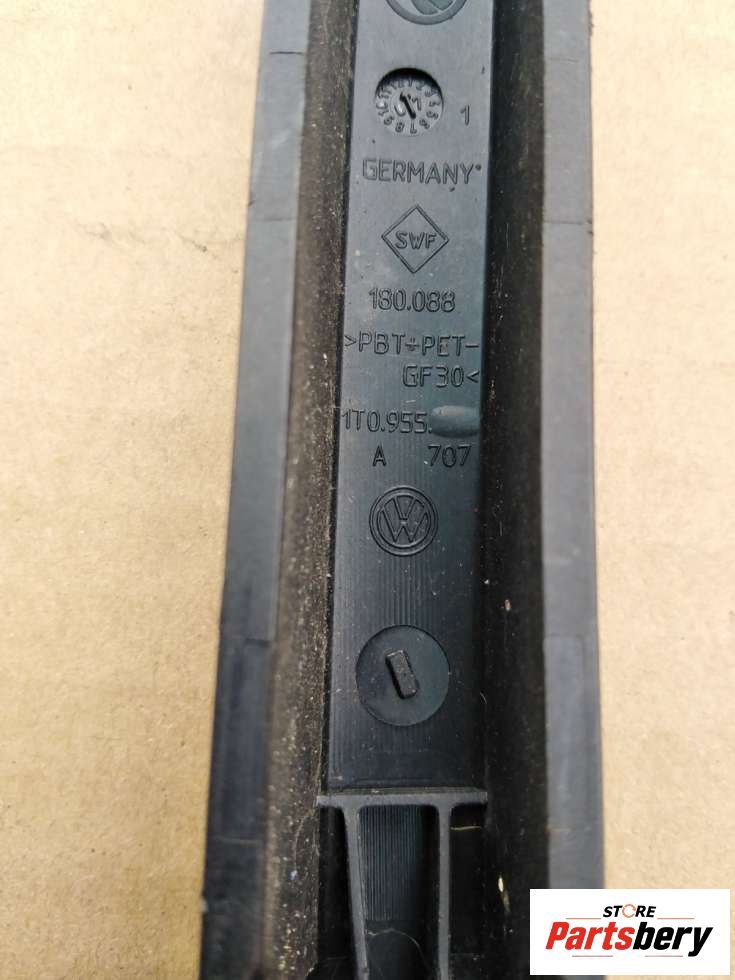 1
GERMANY
SWF
180.088
>PBT+PET-
GF30<
1T0.955.
A 707
STORE
Partsbery